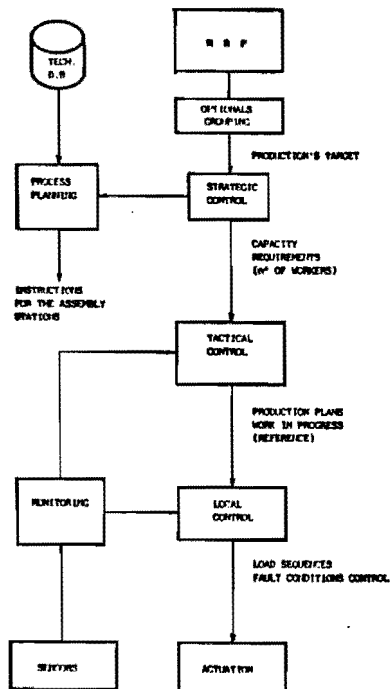 TECH.
D.B
OPTIONALS
GROUPING
PRODUCTION'S TARGET
PROCESS
PLANNING
STRATEGIC
CONTROL
CAPACITY
REQUIREMENTS
(n° OF WORKERS)
INSTRUCTIONS
FOR THE ASSEMBLY
STATIONS
TACTICAL
CONTROL
PRODUCTION PLANS
WORK IN PROGRESS
(REFERENCE)
MONITORING
LOCAL
CONTROL
LOAD SEQUENCES
FAULT CONDITIONS CONTROL
SENSORS
ACTUATION